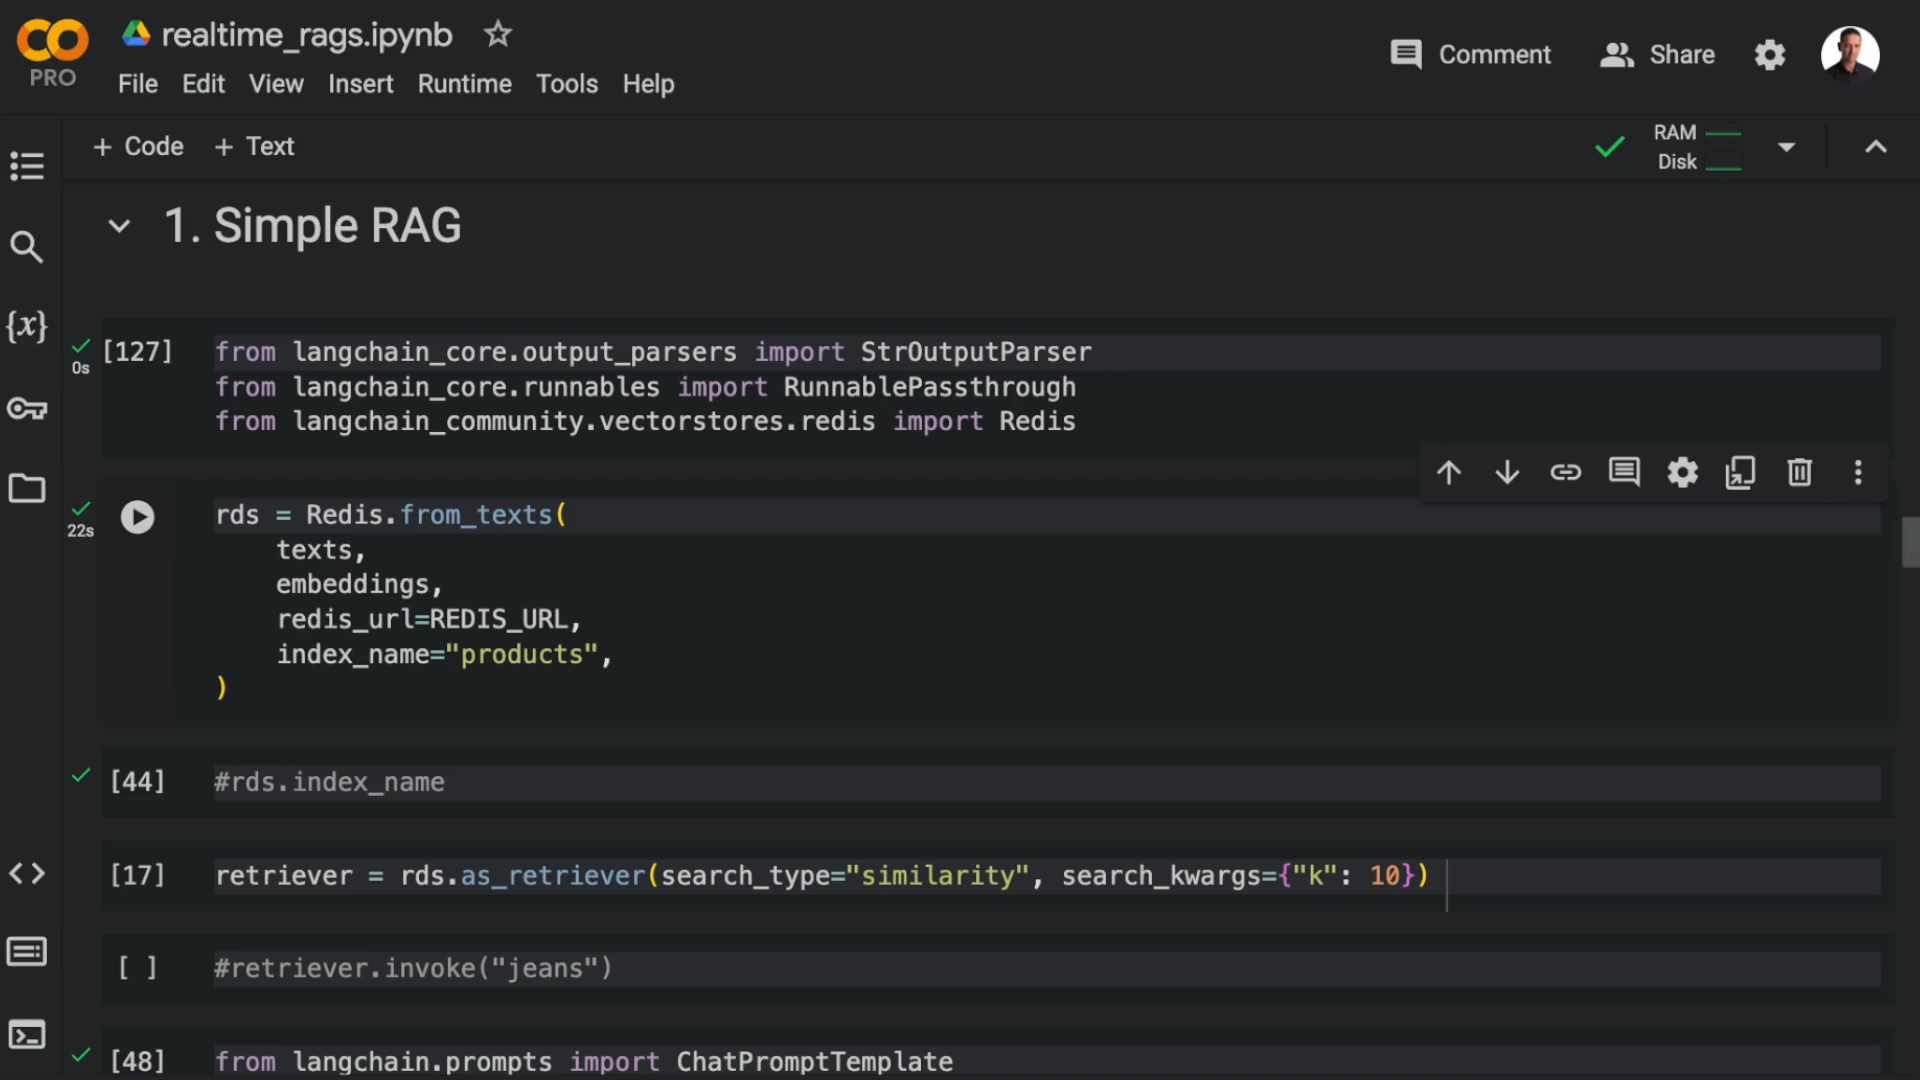 realtime_rags.ipynb
PRO
File Edit View Insert Runtime Tools Help
Comment
Share
+ Code + Text
RAM
Disk
1. Simple RAG
0s
[127]
from langchain_core.output_parsers import StrOutputParser
from langchain_core.runnables import RunnablePassthrough
from langchain_community.vectorstores.redis import Redis
22s
rds = Redis.from_texts(
    texts,
    embeddings,
    redis_url=REDIS_URL,
    index_name="products",
)
[44] #rds.index_name
[17] retriever = rds.as_retriever(search_type="similarity", search_kwargs={"k": 10})
[ ] #retriever.invoke("jeans")
[48] from langchain.prompts import ChatPromptTemplate
{x}